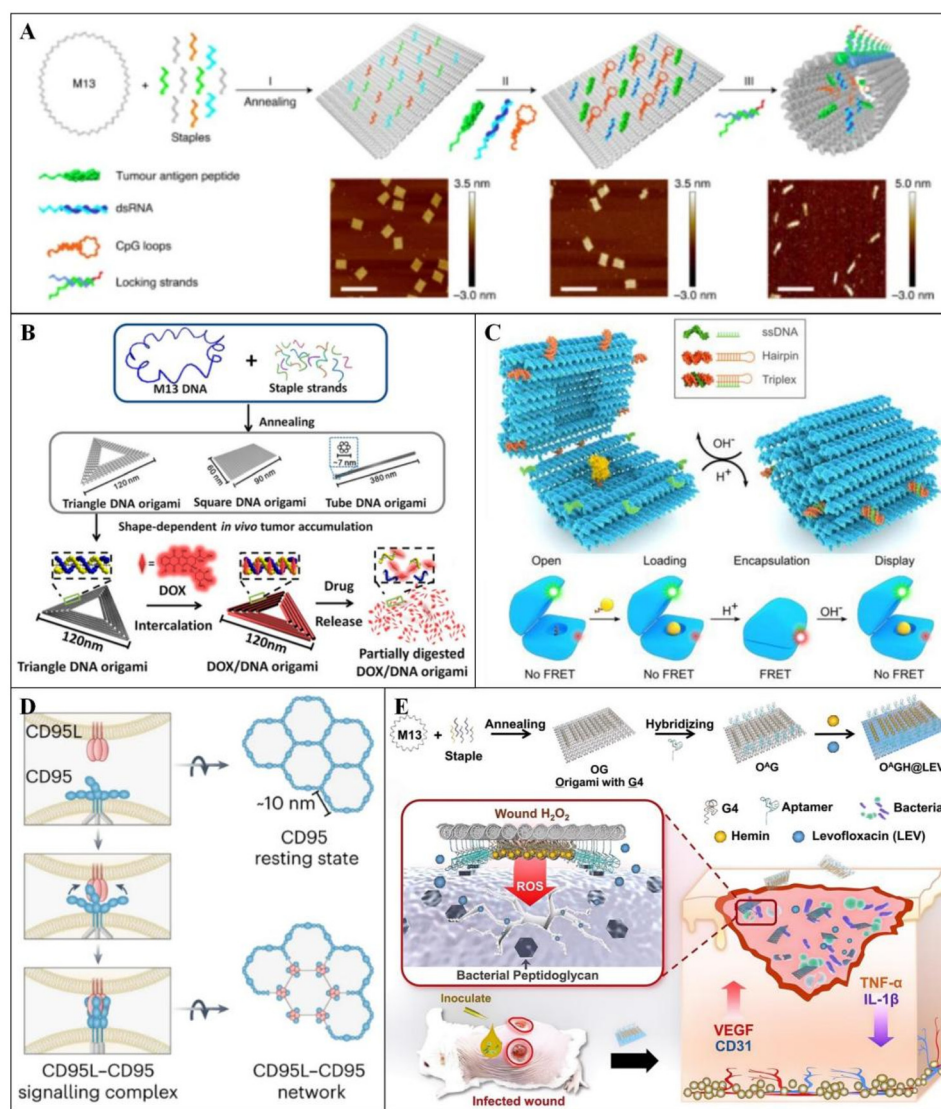 A
M13
+
Staples
I
Annealing
II
III
Tumour antigen peptide
dsRNA
CpG loops
Locking strands
3.5 nm
−3.0 nm
3.5 nm
−3.0 nm
5.0 nm
−3.0 nm
B
M13 DNA
+
Staple strands
Annealing
120 nm
Triangle DNA origami
60 nm
90 nm
Square DNA origami
~7 nm
380 nm
Tube DNA origami
Shape-dependent in vivo tumor accumulation
=
DOX
Intercalation
Drug
Release
120nm
Triangle DNA origami
120nm
DOX/DNA origami
Partially digested
DOX/DNA origami
C
ssDNA
Hairpin
Triplex
OH⁻
H⁺
Open
Loading
Encapsulation
Display
H⁺
OH⁻
No FRET
No FRET
FRET
No FRET
D
CD95L
CD95
~10 nm
CD95
resting state
CD95L–CD95
signalling complex
CD95L–CD95
network
E
M13
+
Staple
Annealing
OG
Origami with G4
Hybridizing
OᴬG
OᴬGH@LEV
G4
Aptamer
Bacteria
Hemin
Levofloxacin (LEV)
Wound H₂O₂
ROS
Bacterial Peptidoglycan
Inoculate
Infected wound
VEGF
CD31
TNF-α
IL-1β